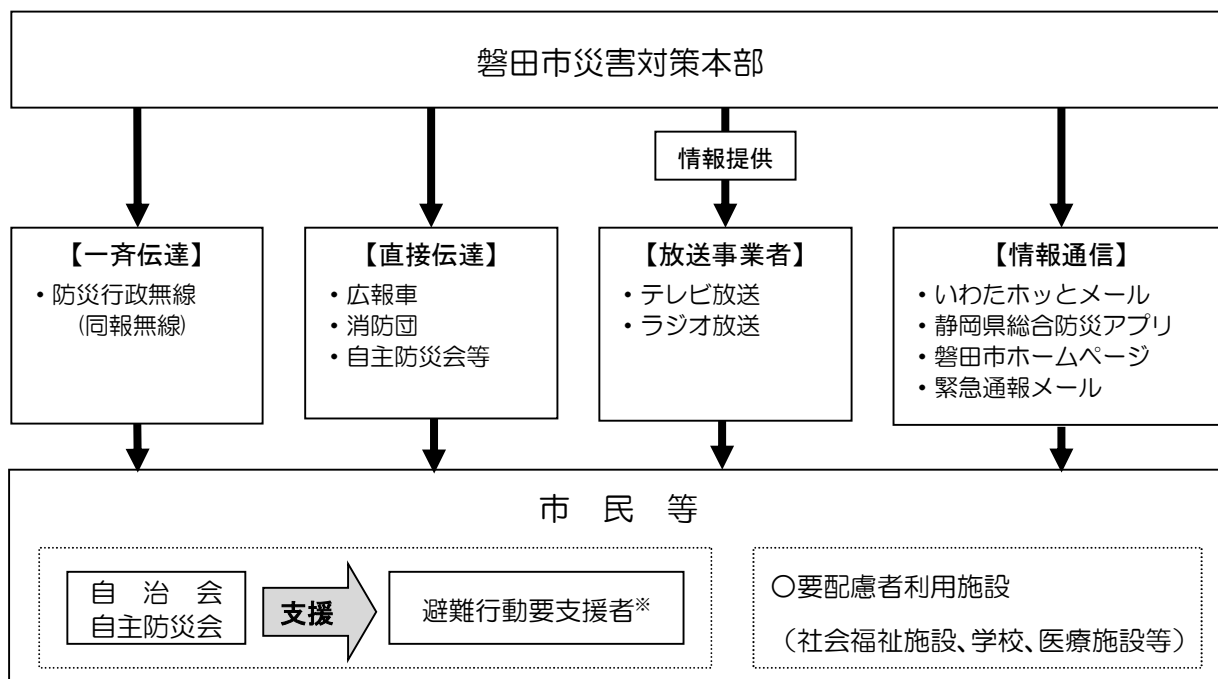 磐田市災害対策本部
情報提供
【一斉伝達】
・防災行政無線
(同報無線)
【直接伝達】
・広報車
・消防団
・自主防災会等
【放送事業者】
・テレビ放送
・ラジオ放送
【情報通信】
・いわたホッとメール
・静岡県総合防災アプリ
・磐田市ホームページ
・緊急通報メール
市　民　等
自　治　会
自主防災会
支援
避難行動要支援者※
〇要配慮者利用施設
（社会福祉施設、学校、医療施設等）